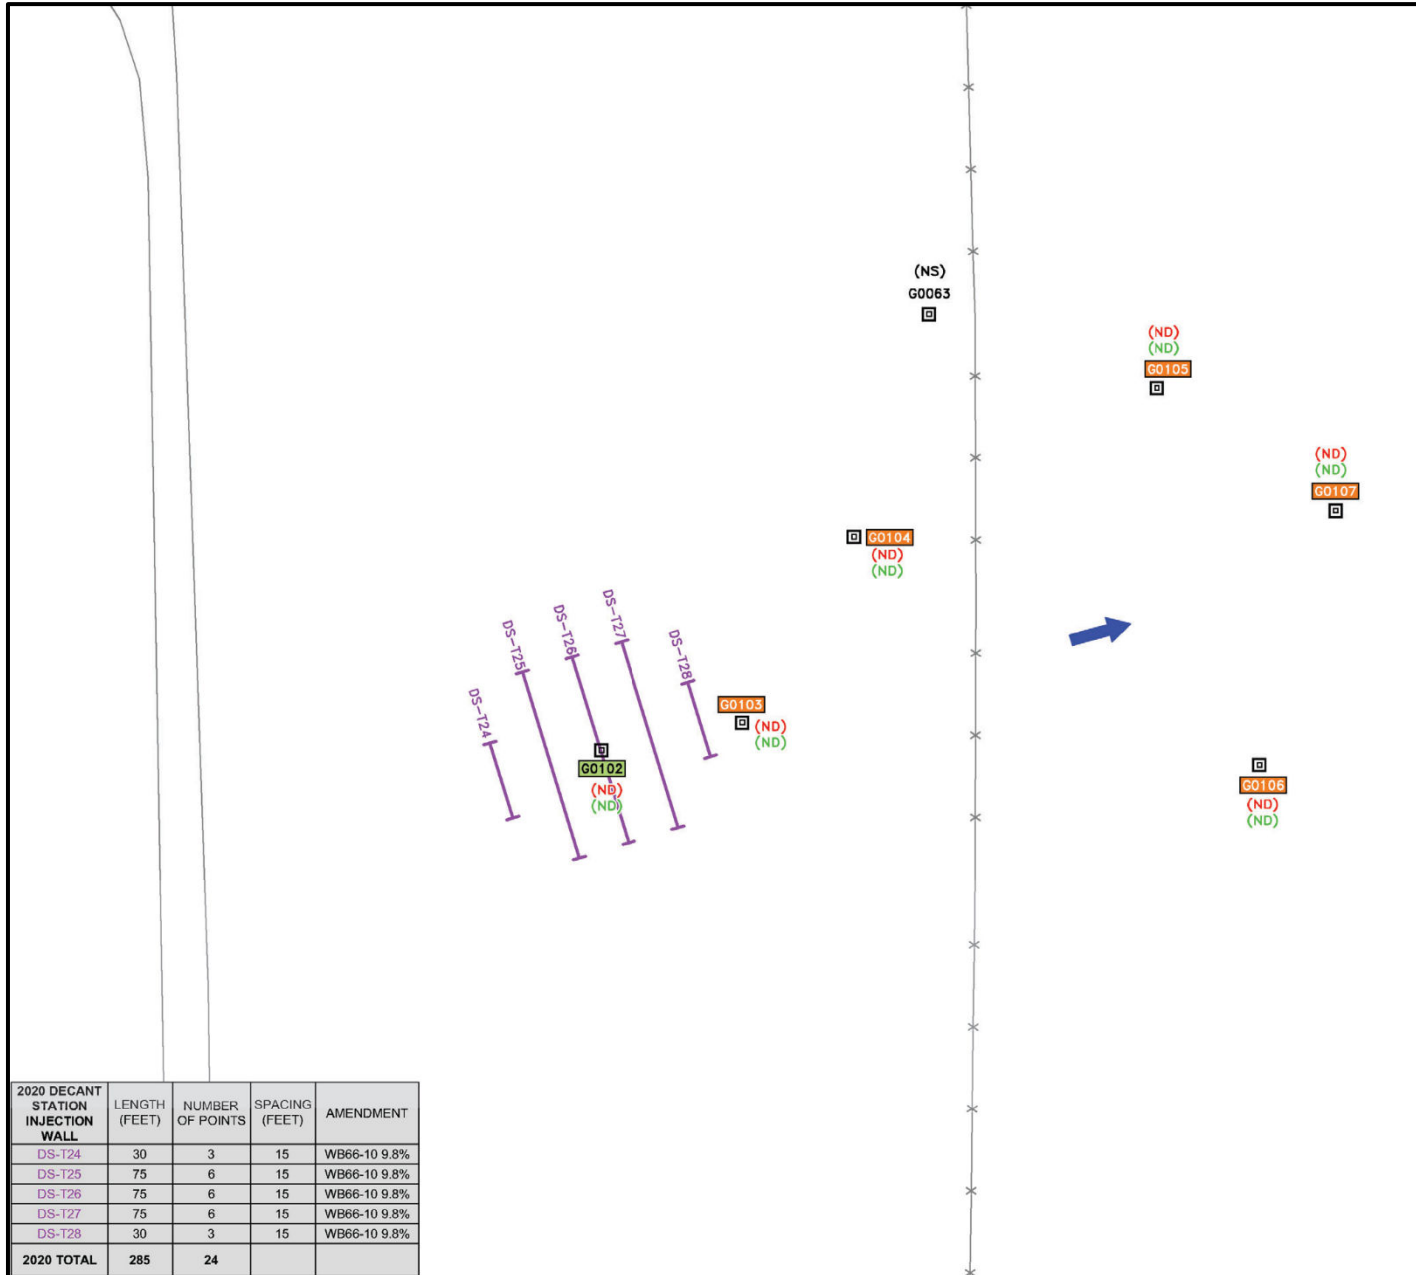 (NS)
G0063
(ND)
(ND)
G0105
(ND)
(ND)
G0107
G0104
(ND)
(ND)
DS-T27
DS-T26
DS-T25
DS-T28
DS-T24
G0103
(ND)
(ND)
G0102
(ND)
(ND)
G0106
(ND)
(ND)
2020 DECANT
STATION
INJECTION
WALL
LENGTH
(FEET)
NUMBER
OF POINTS
SPACING
(FEET)
AMENDMENT
DS-T24 30 3 15 WB66-10 9.8%
DS-T25 75 6 15 WB66-10 9.8%
DS-T26 75 6 15 WB66-10 9.8%
DS-T27 75 6 15 WB66-10 9.8%
DS-T28 30 3 15 WB66-10 9.8%
2020 TOTAL 285 24